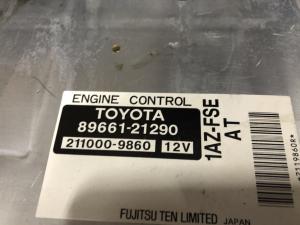 ENGINE CONTROL
TOYOTA
89661-21290
211000-9860 12V
1AZ-FSE
AT
FUJITSU TEN LIMITED JAPAN